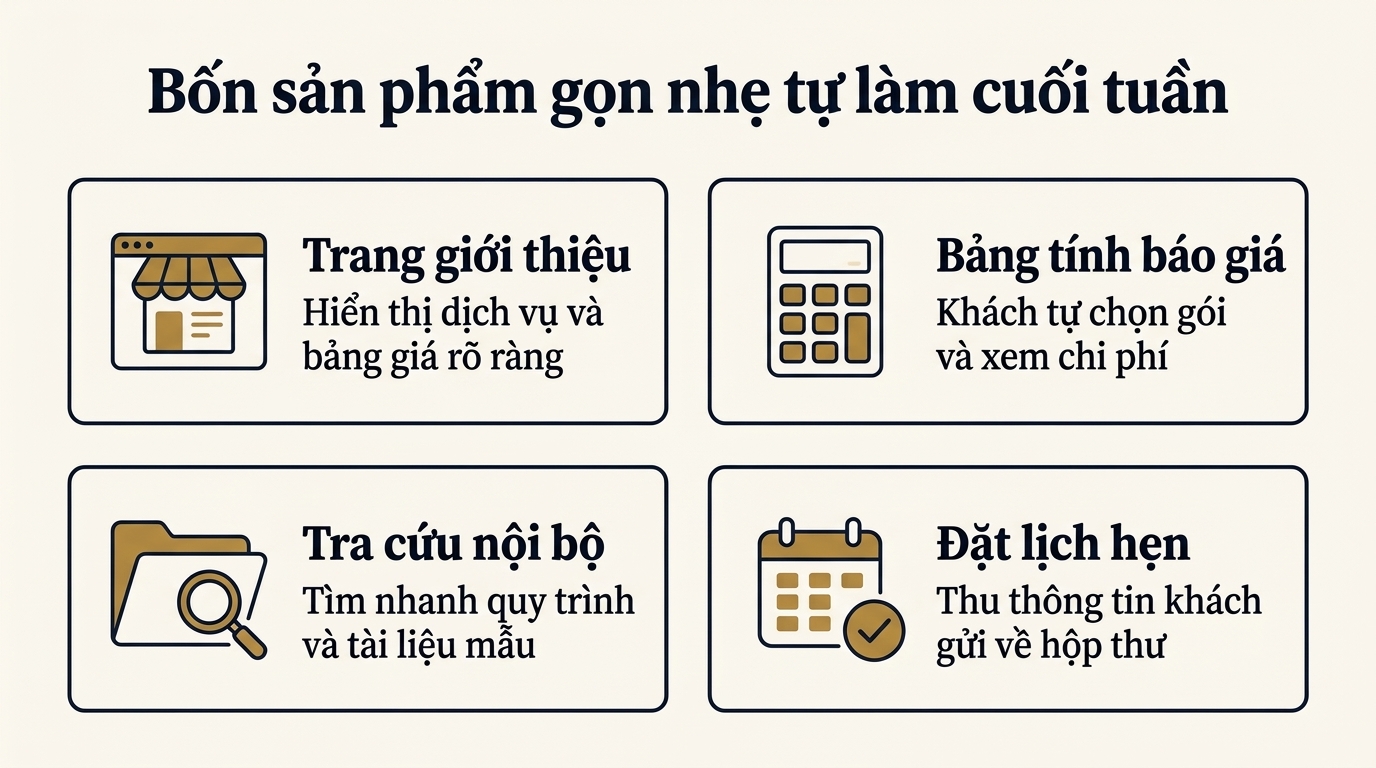 Bốn sản phẩm gọn nhẹ tự làm cuối tuần
Trang giới thiệu
Hiển thị dịch vụ và
bảng giá rõ ràng
Bảng tính báo giá
Khách tự chọn gói
và xem chi phí
Tra cứu nội bộ
Tìm nhanh quy trình
và tài liệu mẫu
Đặt lịch hẹn
Thu thông tin khách
gửi về hộp thư